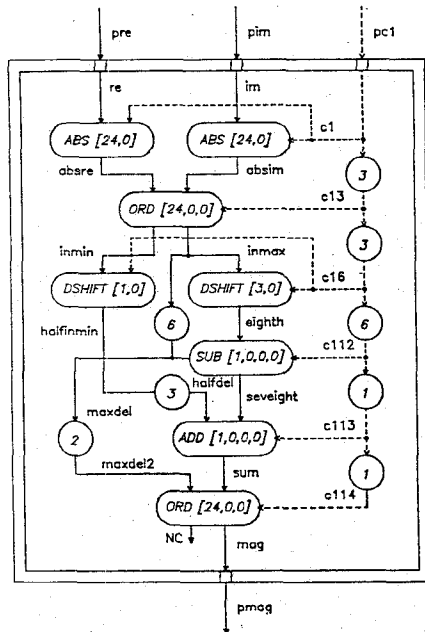 pre pim pc1
re im
ABS [24,0] ABS [24,0] c1
absre absim 3
ORD [24,0,0] c13
3
inmin inmax
DSHIFT [1,0] DSHIFT [3,0] c16
6 6
halfinmin eighth
SUB [1,0,0,0] c112
3 halfdel 1
maxdel seveight
2 ADD [1,0,0,0] c113
maxdel2 sum 1
ORD [24,0,0] c114
NC mag
pmag